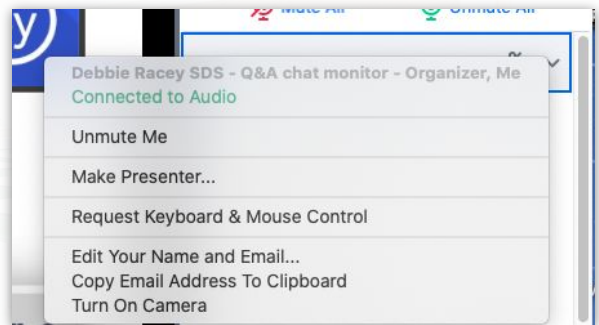 y
Mute All
Unmute All
Debbie Racey SDS - Q&A chat monitor - Organizer, Me
Connected to Audio
Unmute Me
Make Presenter...
Request Keyboard & Mouse Control
Edit Your Name and Email...
Copy Email Address To Clipboard
Turn On Camera